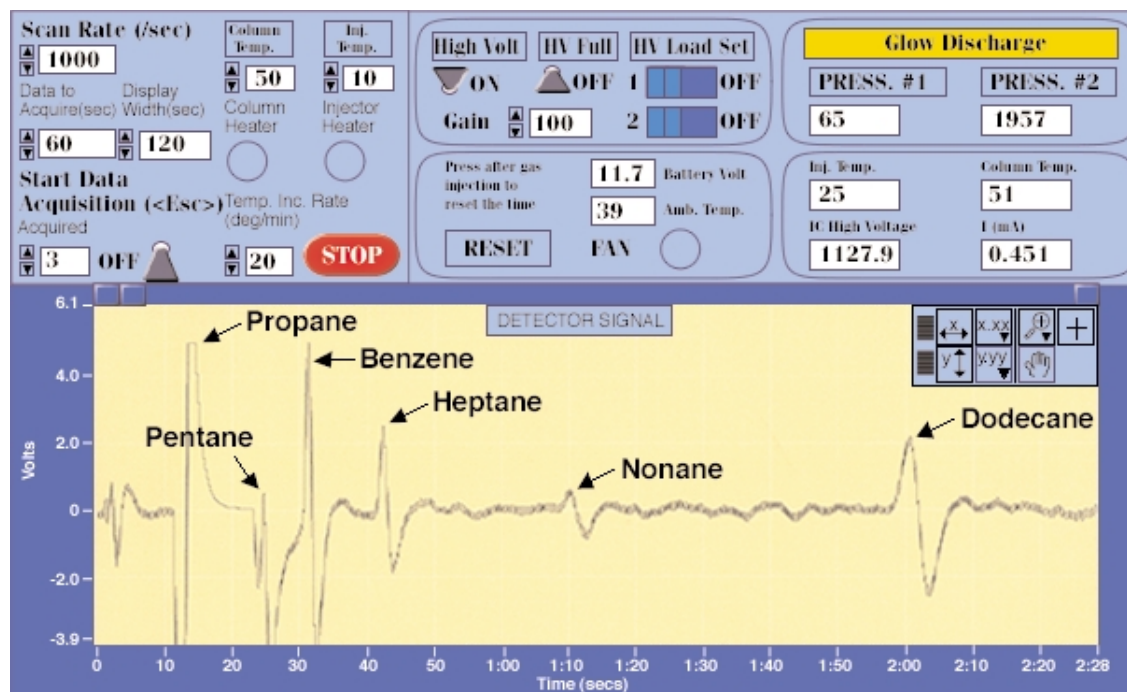 Scan Rate (/sec)
1000
Data to Acquire(sec)
60
Display Width(sec)
120
Start Data
Acquisition (<Esc>)
Acquired
3
OFF
Column
Temp.
50
Column
Heater
Inj.
Temp.
10
Injector
Heater
Temp. Inc. Rate
(deg/min)
20
STOP
High Volt
HV Full
HV Load Set
ON
OFF
1
OFF
Gain
100
2
OFF
Press after gas
injection to
reset the time
RESET
11.7
Battery Volt
39
Amb. Temp.
FAN
Glow Discharge
PRESS. #1
PRESS. #2
65
1957
Inj. Temp.
Column Temp.
25
51
IC High Voltage
I (mA)
1127.9
0.451
DETECTOR SIGNAL
x
x.xx
y
y.yy
Propane
Benzene
Heptane
Pentane
Nonane
Dodecane
Volts
6.1
4.0
2.0
0
-2.0
-3.9
0 10 20 30 40 50 1:00 1:10 1:20 1:30 1:40 1:50 2:00 2:10 2:20 2:28
Time (secs)